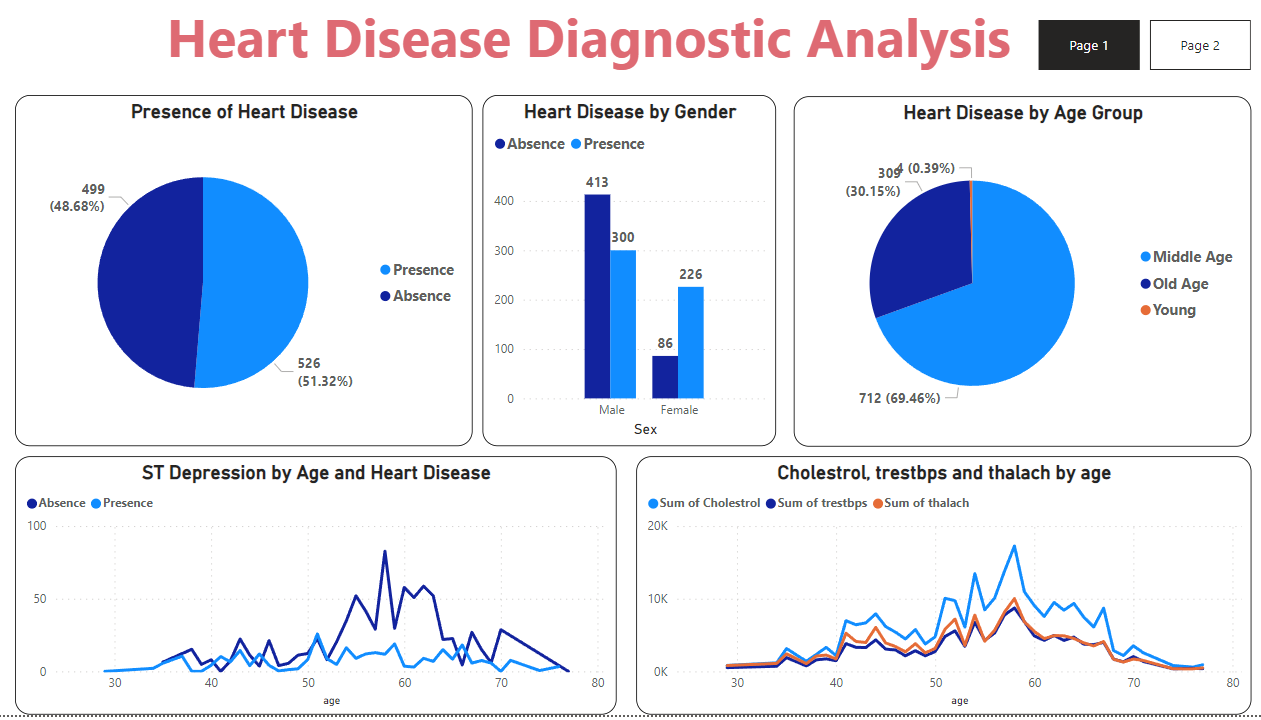 Heart Disease Diagnostic Analysis
Page 1
Page 2
Presence of Heart Disease
499
(48.68%)
526
(51.32%)
Presence
Absence
Heart Disease by Gender
Absence Presence
400
300
200
100
0
413
300
226
86
Male Female
Sex
Heart Disease by Age Group
4 (0.39%)
309
(30.15%)
712 (69.46%)
Middle Age
Old Age
Young
ST Depression by Age and Heart Disease
Absence Presence
100
50
0
30 40 50 60 70 80
age
Cholestrol, trestbps and thalach by age
Sum of Cholestrol Sum of trestbps Sum of thalach
20K
10K
0K
30 40 50 60 70 80
age